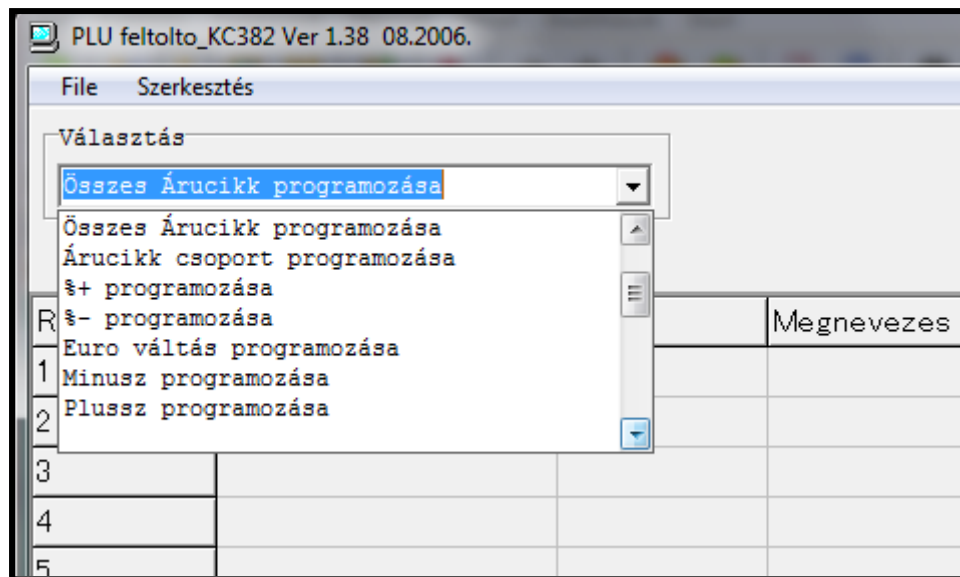 PLU feltolto_KC382 Ver 1.38 08.2006.
File Szerkesztés
Választás
Összes Árucikk programozása
Összes Árucikk programozása
Árucikk csoport programozása
%+ programozása
%- programozása
Euro váltás programozása
Minusz programozása
Plussz programozása
R Megnevezes
1
2
3
4
5